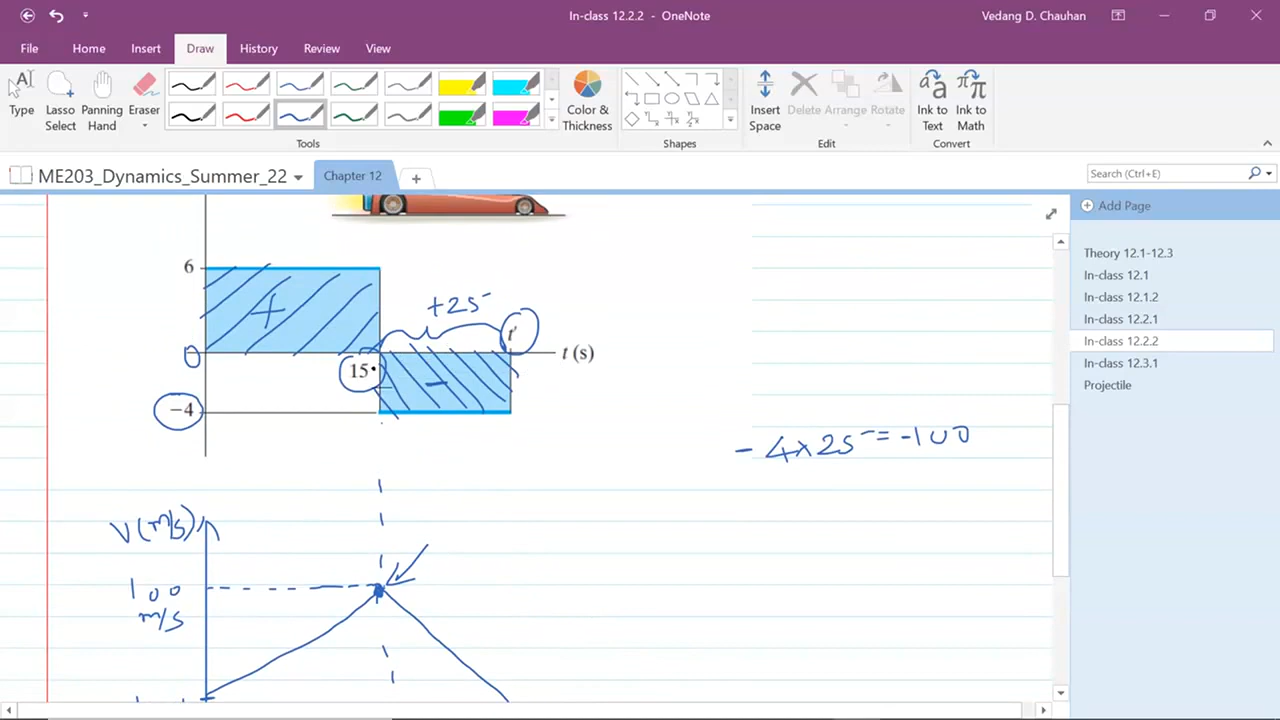 In-class 12.2.2 - OneNote
Vedang D. Chauhan
File Home Insert Draw History Review View
Type
Lasso Select
Panning Hand
Eraser
Color & Thickness
Insert Space
Delete
Arrange
Rotate
Ink to Text
Ink to Math
Tools
Shapes
Edit
Convert
ME203_Dynamics_Summer_22
Chapter 12
Search (Ctrl+E)
Add Page
Theory 12.1-12.3
In-class 12.1
In-class 12.1.2
In-class 12.2.1
In-class 12.2.2
In-class 12.3.1
Projectile
6
+
+25
t'
0
t (s)
15
-
−4
- 4 × 25 = -100
V (m/s)
100
m/s